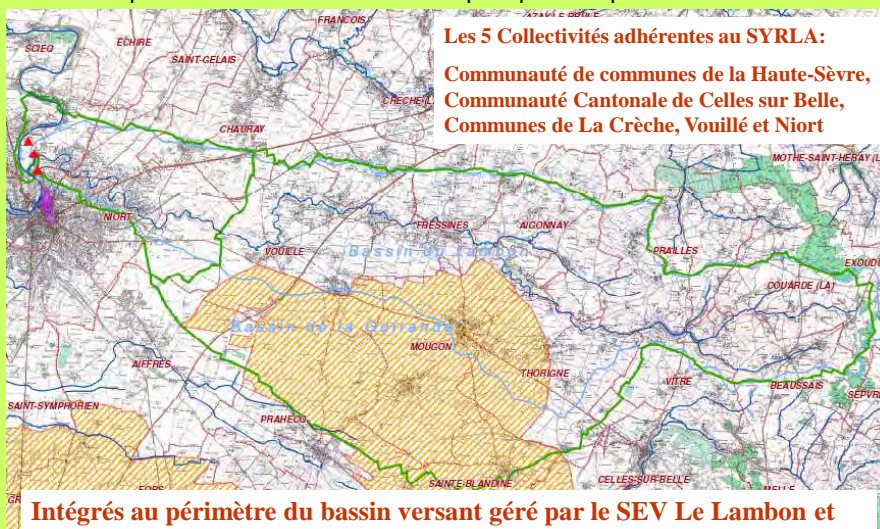 Les 5 Collectivités adhérentes au SYRLA:
Communauté de communes de la Haute-Sèvre,
Communauté Cantonale de Celles sur Belle,
Communes de La Crèche, Vouillé et Niort
FRANCOIS
SCIEQ
ECHIRE
SAINT-GELAIS
CRECHE (L
CHAURAY
MOTHE-SAINT-HERAY (L
NIORT
FRESSINES
AIGONNAY
VOUILLE
Bassin du Lambon
PRAILLES
EXOUDU
COUARDE (LA)
Bassin de la Guirande
MOUGON
AIFFRES
THORIGNE
VITRE
BEAUSSAIS
SEPVR
SAINT-SYMPHORIEN
PRAHECQ
SAINTE-BLANDINE
CELLES-SUR-BELLE
Intégrés au périmètre du bassin versant géré par le SEV Le Lambon et